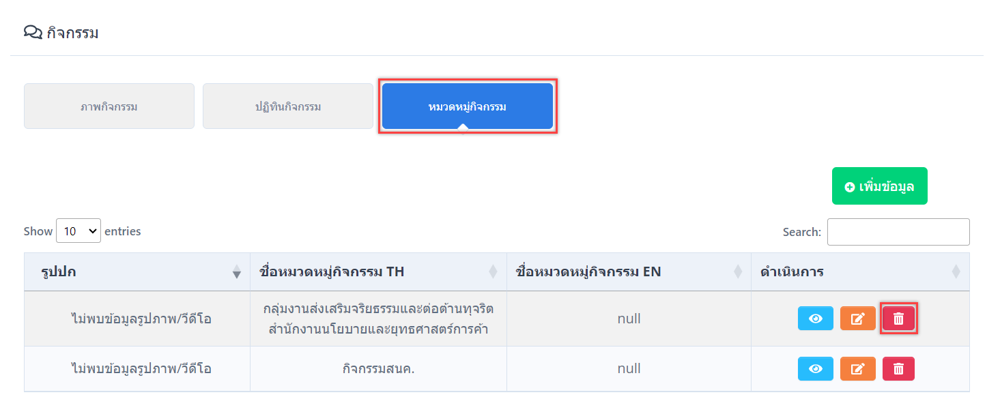 กิจกรรม
ภาพกิจกรรม ปฏิทินกิจกรรม หมวดหมู่กิจกรรม
เพิ่มข้อมูล
Show 10 entries Search:
รูปปก ชื่อหมวดหมู่กิจกรรม TH ชื่อหมวดหมู่กิจกรรม EN ดำเนินการ
ไม่พบข้อมูลรูปภาพ/วีดีโอ กลุ่มงานส่งเสริมจริยธรรมและต่อต้านทุจริต null
สำนักงานนโยบายและยุทธศาสตร์การค้า
ไม่พบข้อมูลรูปภาพ/วีดีโอ กิจกรรมสนค. null